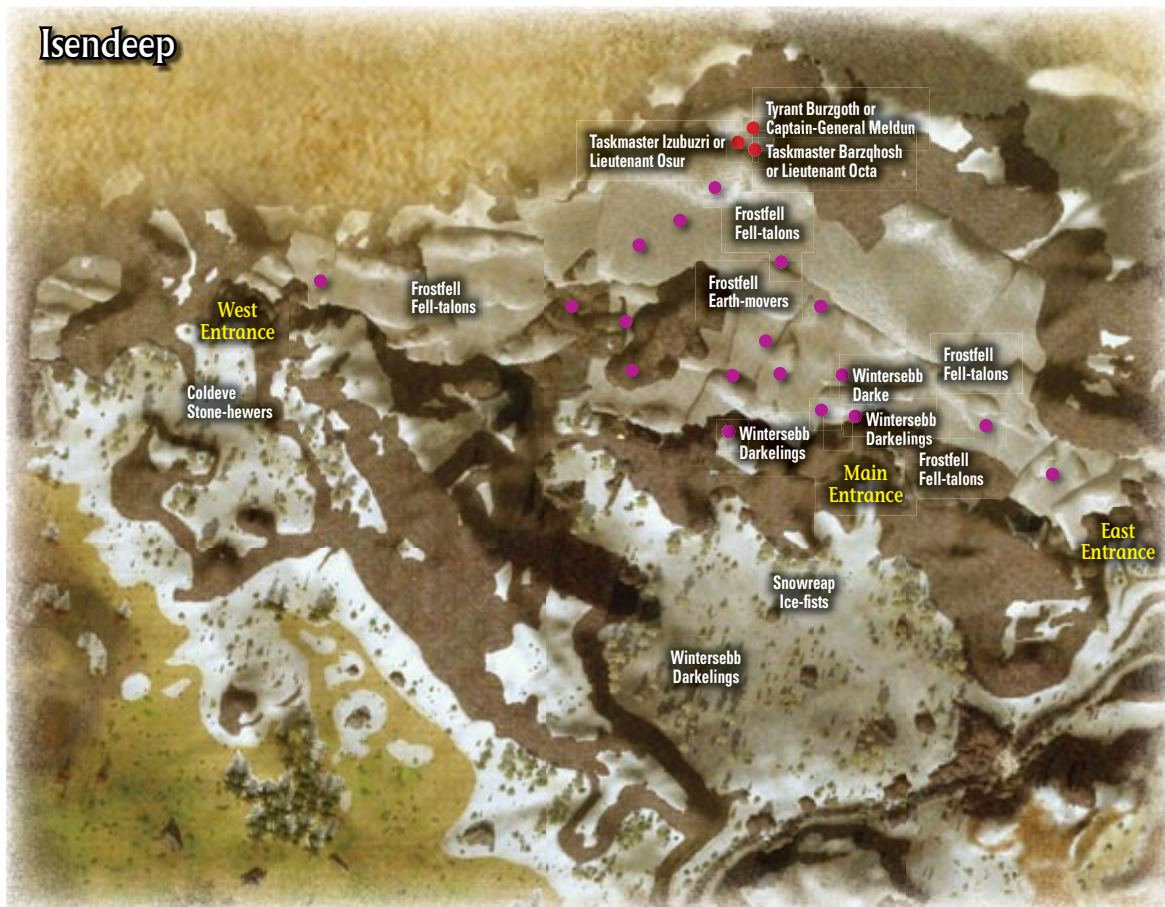 Isendeep
Tyrant Burzgoth or
Captain-General Meldun
Taskmaster Izubuzri or
Lieutenant Osur
Taskmaster Barzqhosh
or Lieutenant Octa
Frostfell
Fell-talons
Frostfell
Earth-movers
Frostfell
Fell-talons
West
Entrance
Frostfell
Fell-talons
Wintersebb
Darke
Coldeve
Stone-hewers
Wintersebb
Darkelings
Wintersebb
Darkelings
Frostfell
Fell-talons
Main
Entrance
East
Entrance
Snowreap
Ice-fists
Wintersebb
Darkelings